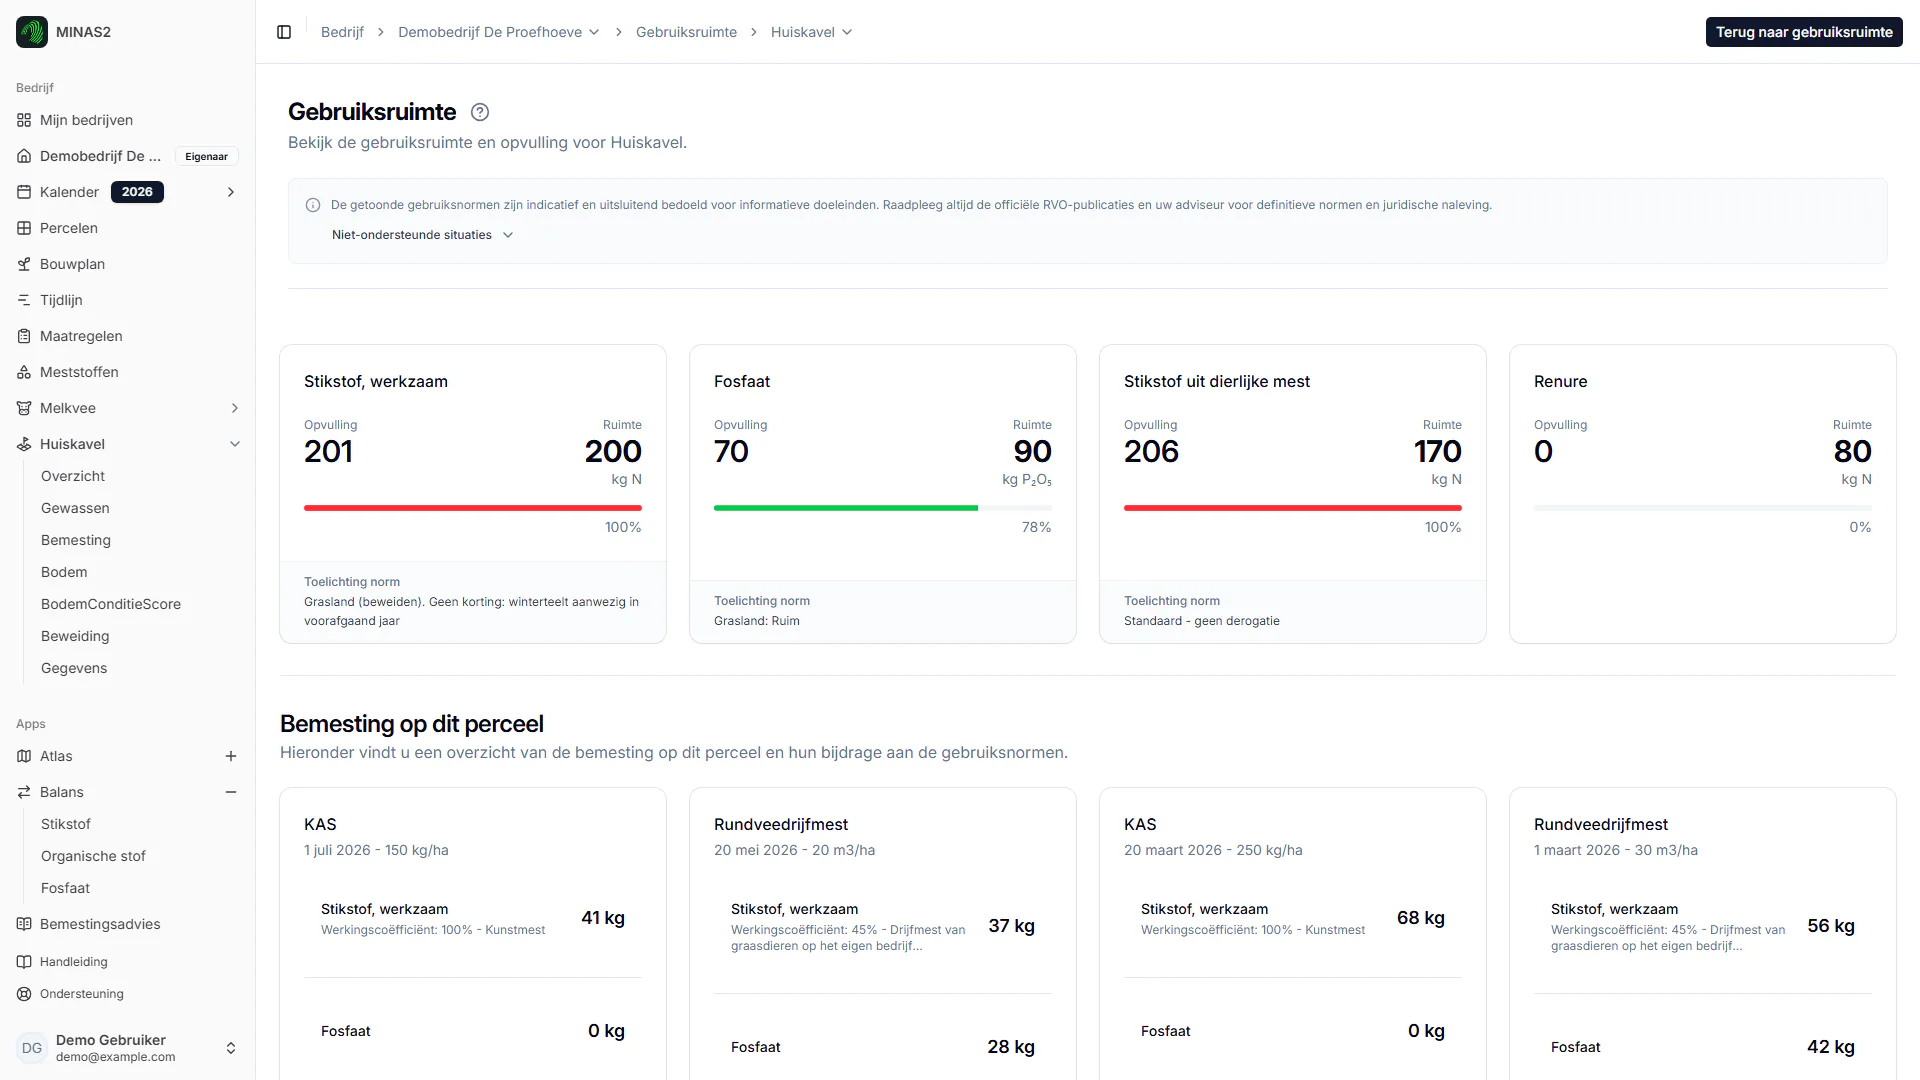 MINAS2
Bedrijf
Mijn bedrijven
Demobedrijf De ... Eigenaar
Kalender 2026
Percelen
Bouwplan
Tijdlijn
Maatregelen
Meststoffen
Melkvee
Huiskavel
Overzicht
Gewassen
Bemesting
Bodem
BodemConditieScore
Beweiding
Gegevens
Apps
Atlas
Balans
Stikstof
Organische stof
Fosfaat
Bemestingsadvies
Handleiding
Ondersteuning
DG Demo Gebruiker
demo@example.com
Bedrijf > Demobedrijf De Proefhoeve > Gebruiksruimte > Huiskavel
Terug naar gebruiksruimte
Gebruiksruimte
Bekijk de gebruiksruimte en opvulling voor Huiskavel.
De getoonde gebruiksnormen zijn indicatief en uitsluitend bedoeld voor informatieve doeleinden. Raadpleeg altijd de officiële RVO-publicaties en uw adviseur voor definitieve normen en juridische naleving.
Niet-ondersteunde situaties
Stikstof, werkzaam
Opvulling Ruimte
201 200
kg N
100%
Toelichting norm
Grasland (beweiden). Geen korting: winterteelt aanwezig in
voorafgaand jaar
Fosfaat
Opvulling Ruimte
70 90
kg P₂O₅
78%
Toelichting norm
Grasland: Ruim
Stikstof uit dierlijke mest
Opvulling Ruimte
206 170
kg N
100%
Toelichting norm
Standaard - geen derogatie
Renure
Opvulling Ruimte
0 80
kg N
0%
Bemesting op dit perceel
Hieronder vindt u een overzicht van de bemesting op dit perceel en hun bijdrage aan de gebruiksnormen.
KAS
1 juli 2026 - 150 kg/ha
Stikstof, werkzaam 41 kg
Werkingscoëfficiënt: 100% - Kunstmest
Fosfaat 0 kg
Rundveedrijfmest
20 mei 2026 - 20 m3/ha
Stikstof, werkzaam 37 kg
Werkingscoëfficiënt: 45% - Drijfmest van
graasdieren op het eigen bedrijf...
Fosfaat 28 kg
KAS
20 maart 2026 - 250 kg/ha
Stikstof, werkzaam 68 kg
Werkingscoëfficiënt: 100% - Kunstmest
Fosfaat 0 kg
Rundveedrijfmest
1 maart 2026 - 30 m3/ha
Stikstof, werkzaam 56 kg
Werkingscoëfficiënt: 45% - Drijfmest van
graasdieren op het eigen bedrijf...
Fosfaat 42 kg